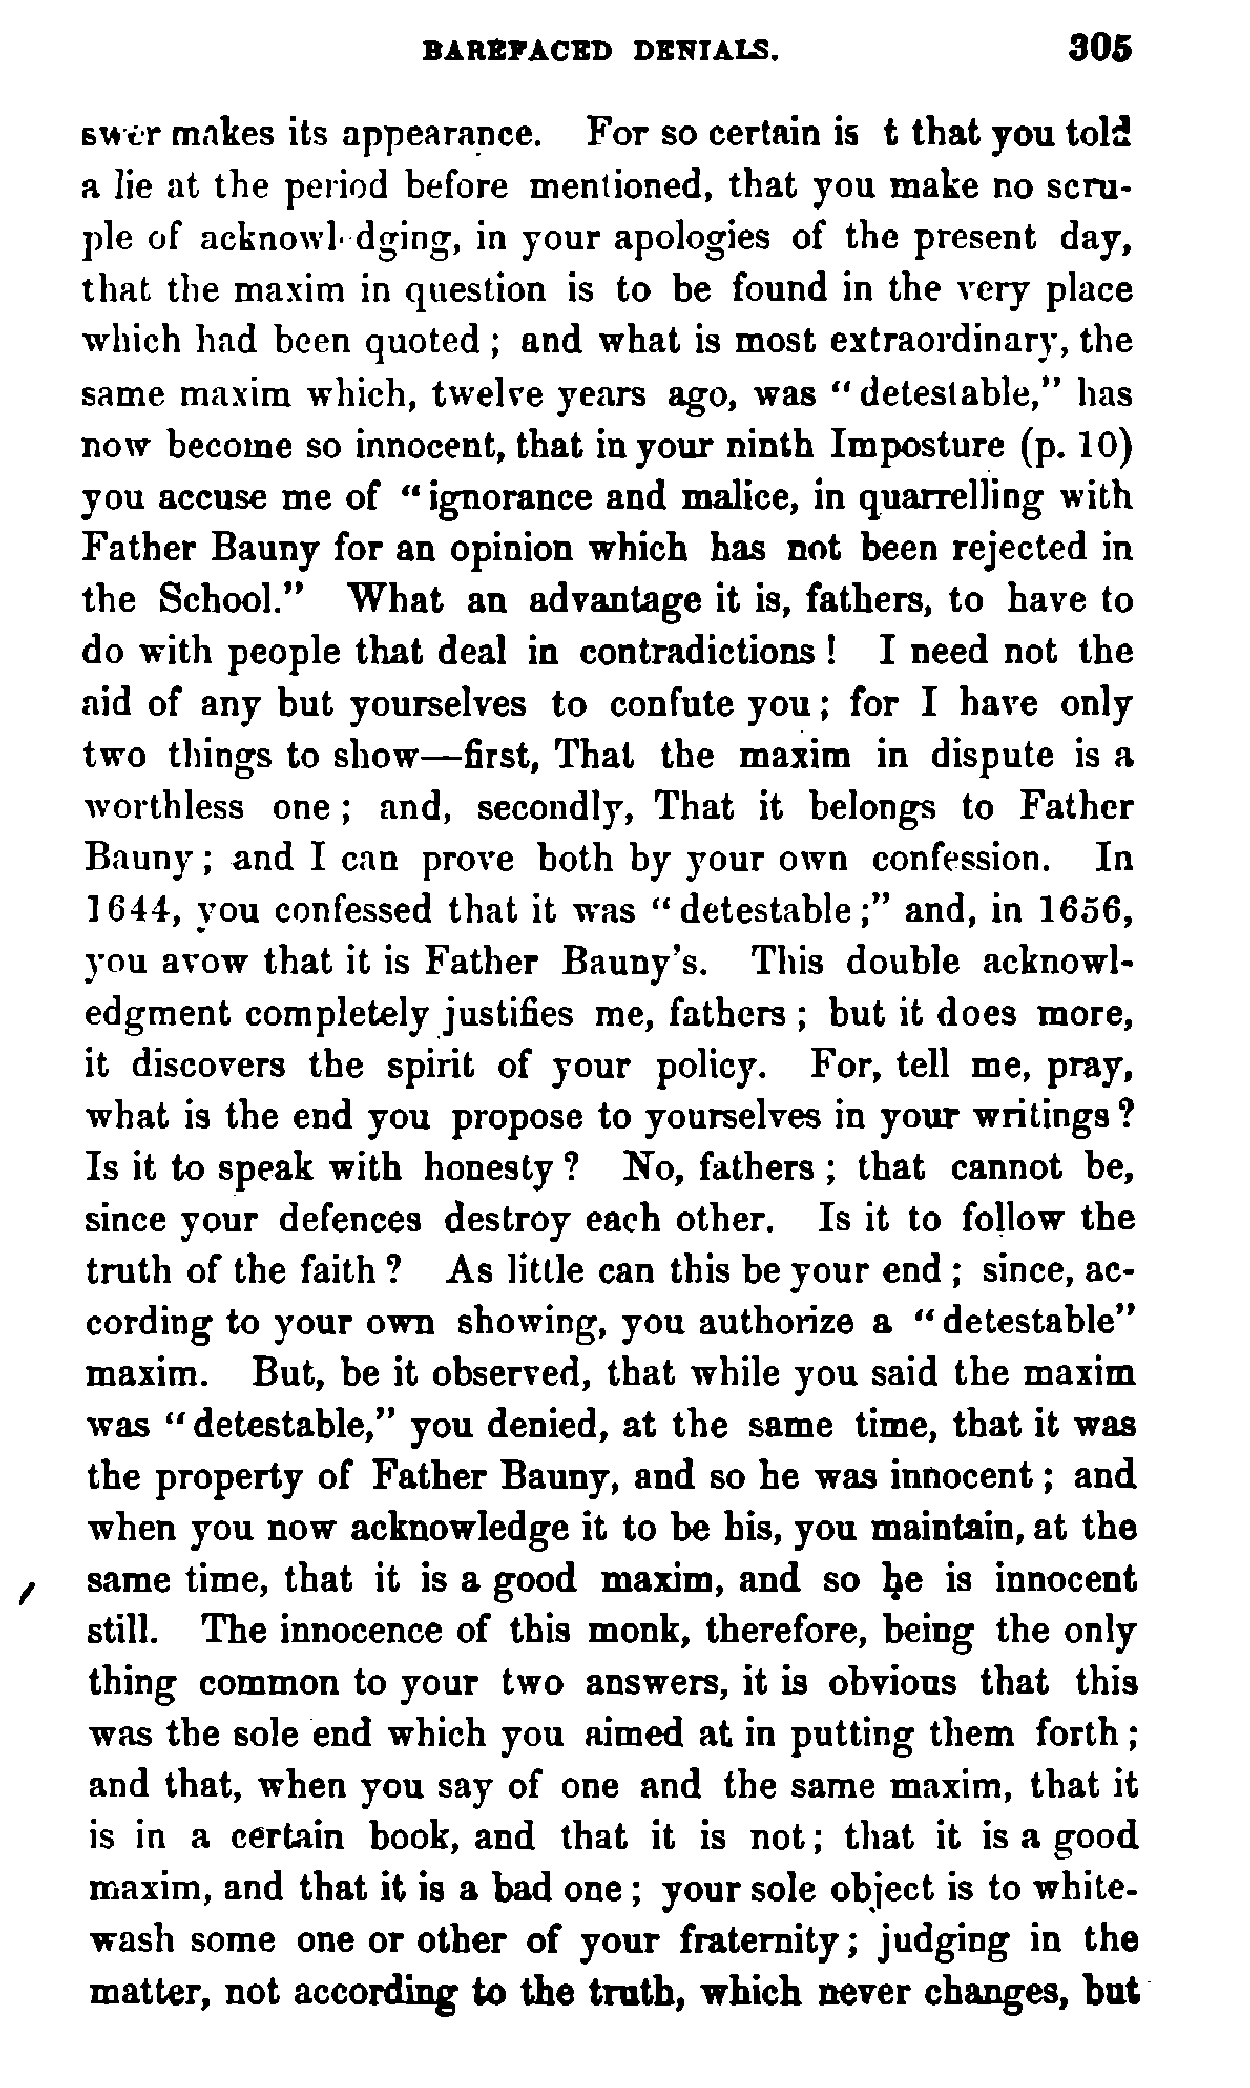 BAREFACED DENIALS. 305
swer makes its appearance. For so certain is t that you told
a lie at the period before mentioned, that you make no scru-
ple of acknowledging, in your apologies of the present day,
that the maxim in question is to be found in the very place
which had been quoted ; and what is most extraordinary, the
same maxim which, twelve years ago, was " detestable," has
now become so innocent, that in your ninth Imposture (p. 10)
you accuse me of " ignorance and malice, in quarrelling with
Father Bauny for an opinion which has not been rejected in
the School." What an advantage it is, fathers, to have to
do with people that deal in contradictions ! I need not the
aid of any but yourselves to confute you ; for I have only
two things to show—first, That the maxim in dispute is a
worthless one ; and, secondly, That it belongs to Father
Bauny ; and I can prove both by your own confession. In
1644, you confessed that it was " detestable ;" and, in 1656,
you avow that it is Father Bauny's. This double acknowl-
edgment completely justifies me, fathers ; but it does more,
it discovers the spirit of your policy. For, tell me, pray,
what is the end you propose to yourselves in your writings ?
Is it to speak with honesty ? No, fathers ; that cannot be,
since your defences destroy each other. Is it to follow the
truth of the faith ? As little can this be your end ; since, ac-
cording to your own showing, you authorize a " detestable"
maxim. But, be it observed, that while you said the maxim
was " detestable," you denied, at the same time, that it was
the property of Father Bauny, and so he was innocent ; and
when you now acknowledge it to be his, you maintain, at the
same time, that it is a good maxim, and so he is innocent
still. The innocence of this monk, therefore, being the only
thing common to your two answers, it is obvious that this
was the sole end which you aimed at in putting them forth ;
and that, when you say of one and the same maxim, that it
is in a certain book, and that it is not ; that it is a good
maxim, and that it is a bad one ; your sole object is to white-
wash some one or other of your fraternity ; judging in the
matter, not according to the truth, which never changes, but